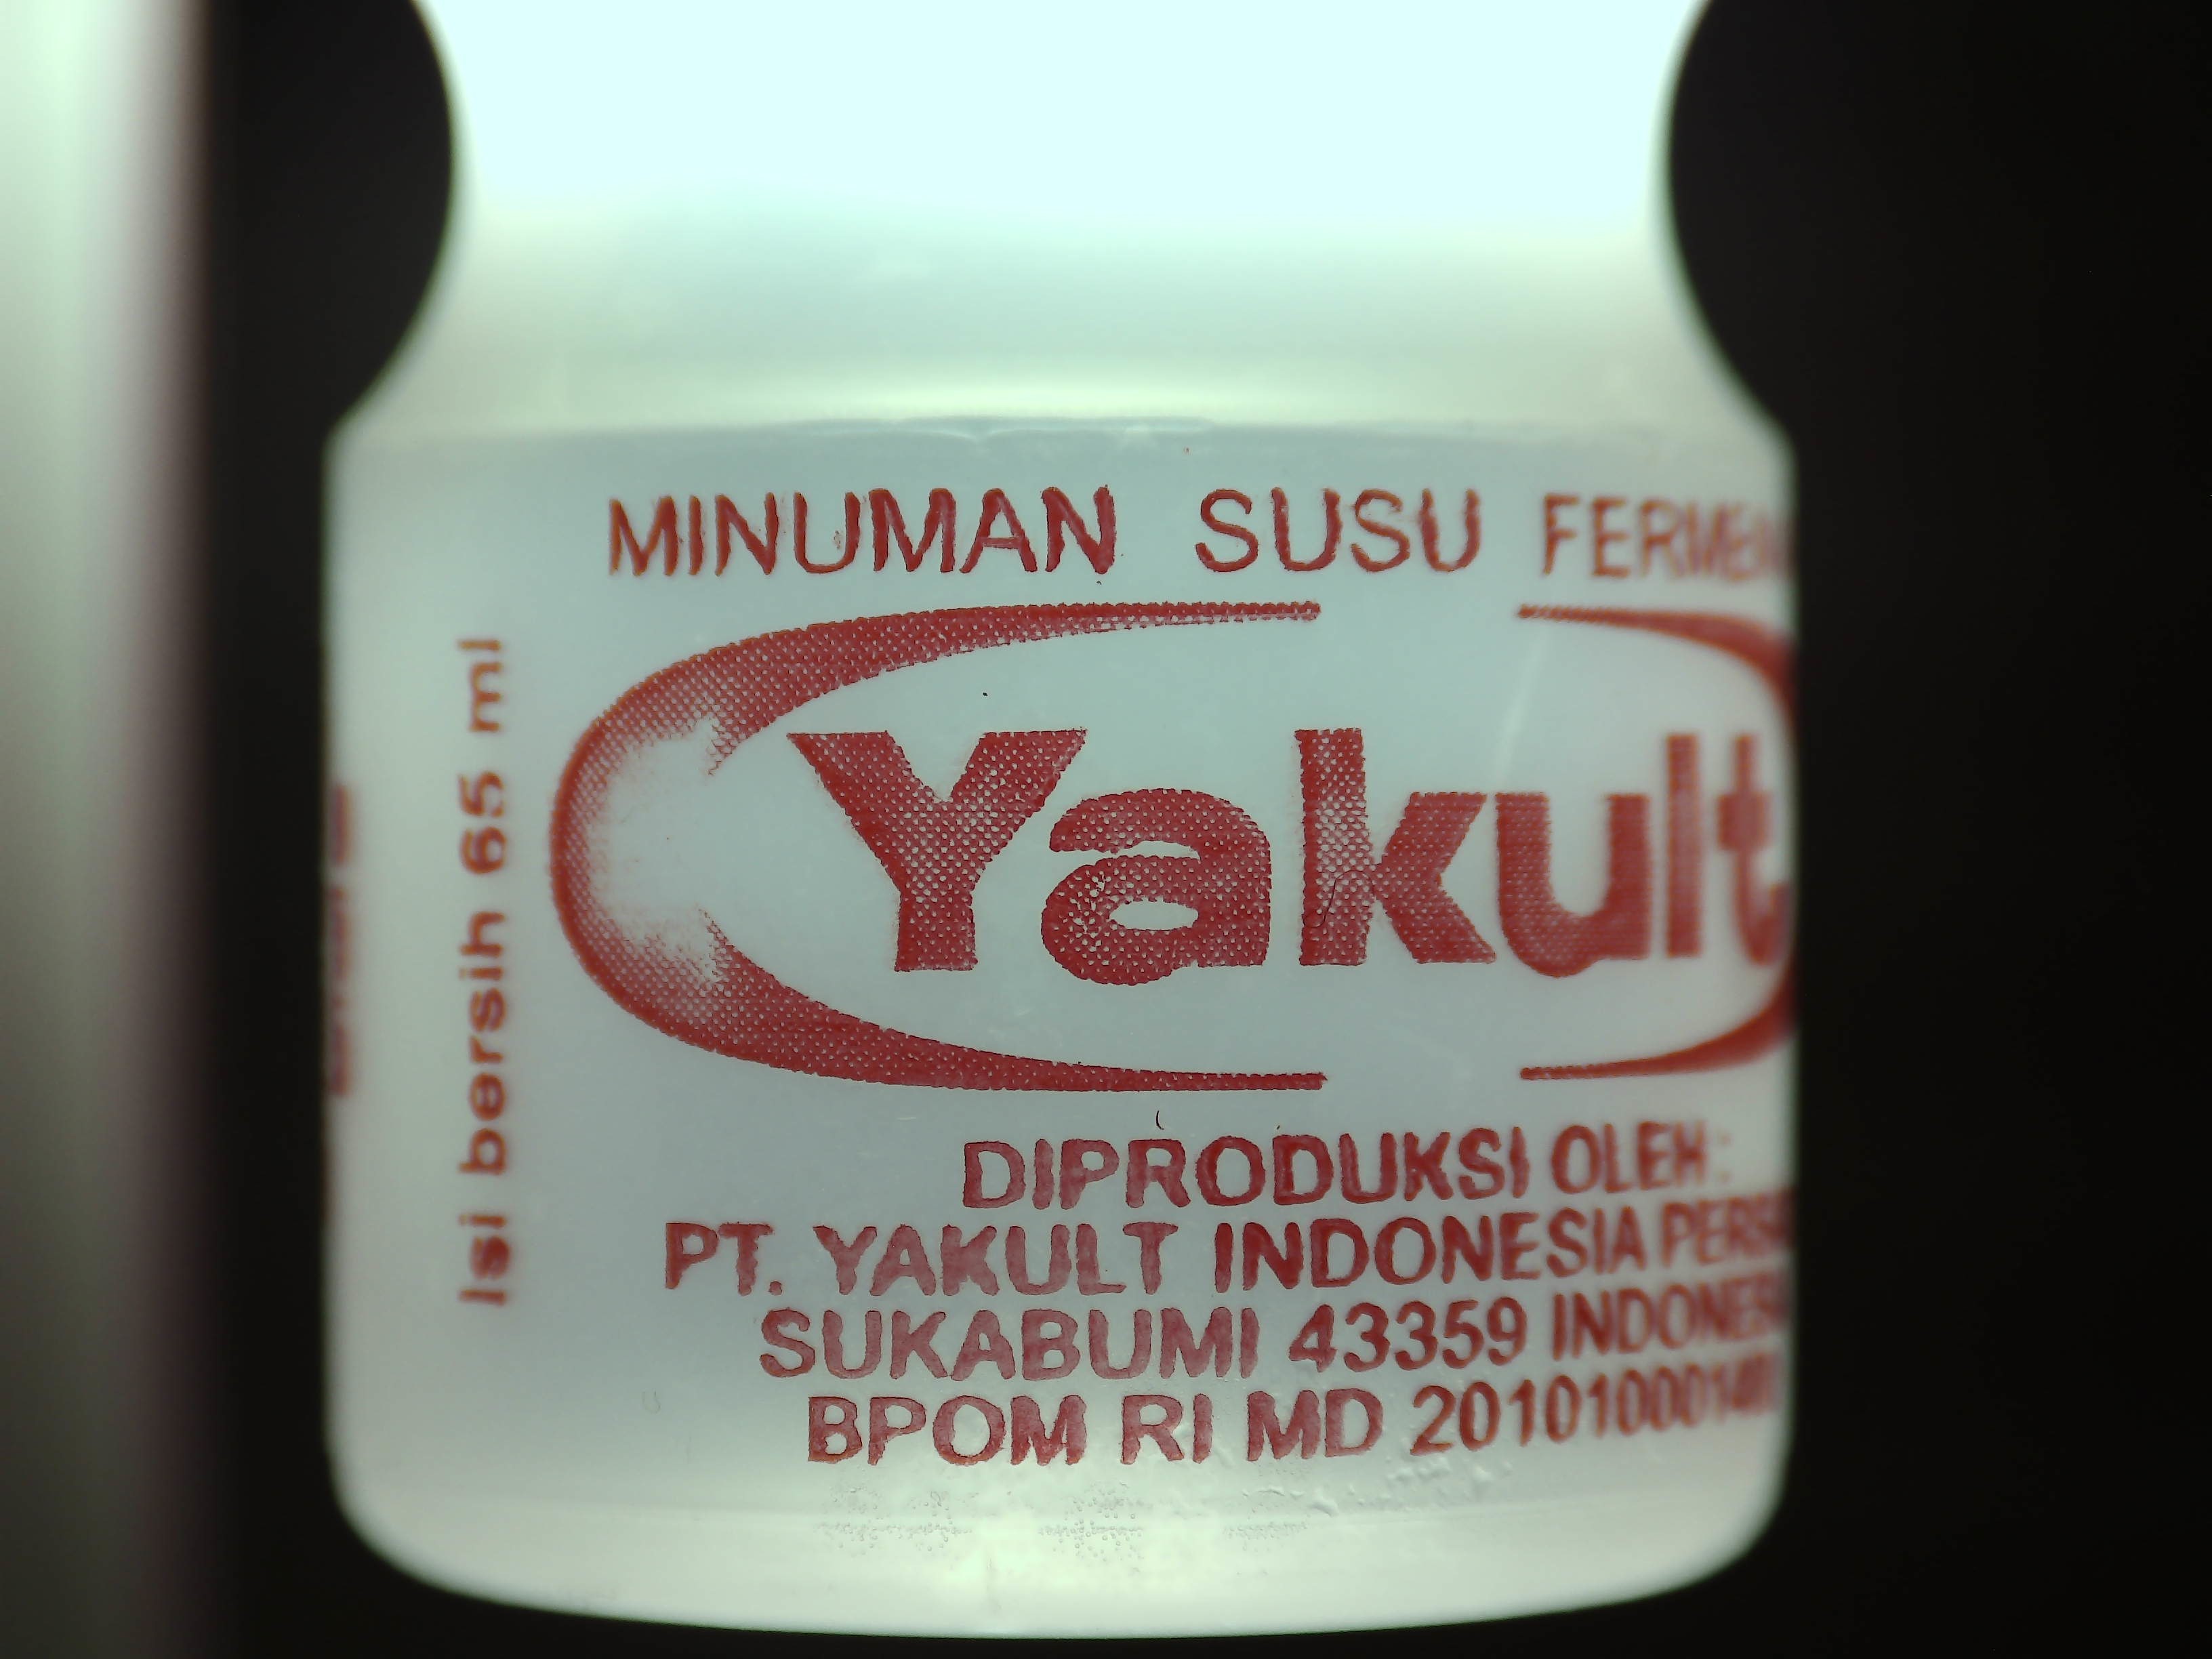 MINUMAN SUSU
Yakult
Isi bersih 65 ml
DIPRODUKSI OLEH :
PT. YAKULT INDONESIA
SUKABUMI 43359
BPOM RI MD